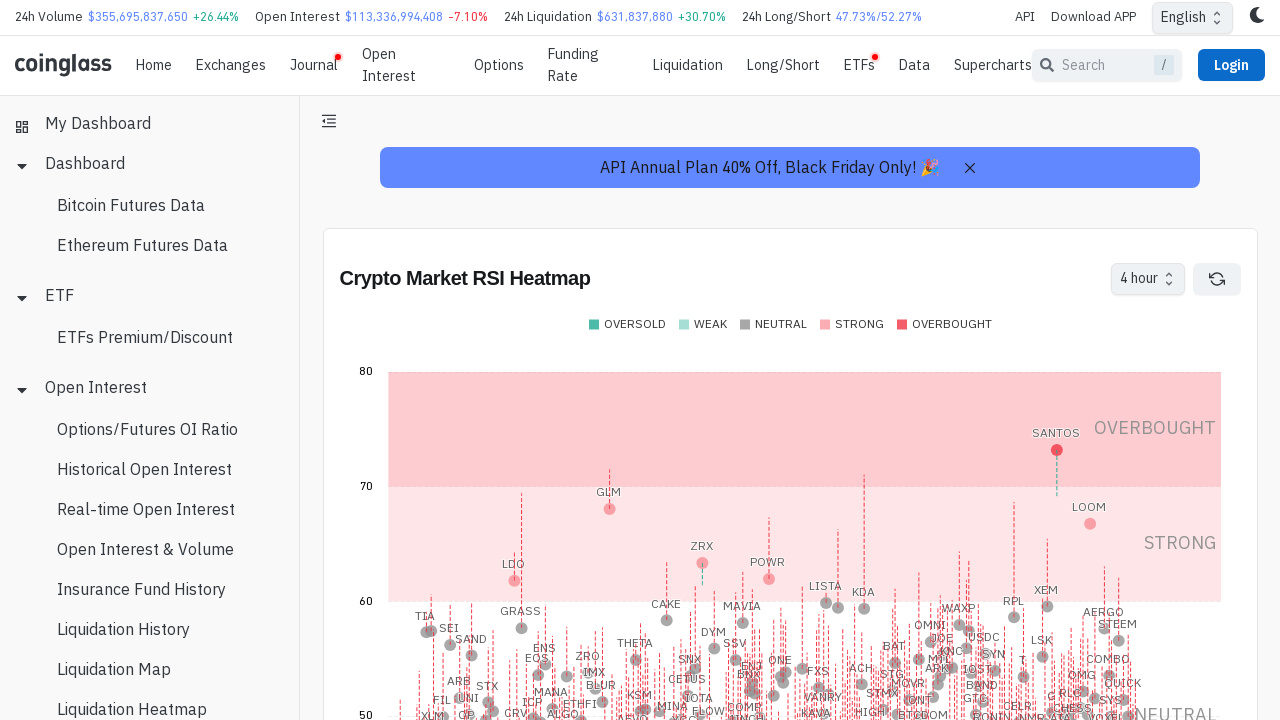 24h Volume $355,695,837,650 +26.44% Open Interest $113,336,994,408 -7.10% 24h Liquidation $631,837,880 +30.70% 24h Long/Short 47.73%/52.27% API Download APP English
coinglass Home Exchanges Journal Open Interest Options Funding Rate Liquidation Long/Short ETFs Data Supercharts Search / Login
My Dashboard
Dashboard
Bitcoin Futures Data
Ethereum Futures Data
ETF
ETFs Premium/Discount
Open Interest
Options/Futures OI Ratio
Historical Open Interest
Real-time Open Interest
Open Interest & Volume
Insurance Fund History
Liquidation History
Liquidation Map
Liquidation Heatmap
API Annual Plan 40% Off, Black Friday Only! 🎉
Crypto Market RSI Heatmap
4 hour
OVERSOLD WEAK NEUTRAL STRONG OVERBOUGHT
80
OVERBOUGHT
SANTOS
70
GLM
LOOM
STRONG
ZRX
LDO
POWR
LISTA
KDA
XEM
60
RPL
CAKE
MAVIA
GRASS
WAXP
AERGO
TIA
STEEM
SEI
OMNI
SAND
DYM
JOE
USDC
THETA
SSV
LSK
ENS
BAT
KNC
EOS
ZRO
SNX
ONE
SYN
T
COMBO
IMX
ENJ
FXS
ACH
ARK
IOST
CETUS
STG
OMG
ARB
BLUR
MOVR
BAND
QUICK
STX
MANA
KSM
IOTA
VANRY
STMX
RLC
UNI
FIL
ICP
ETHFI
MINA
GTC
SYS
FLOW
KAVA
HIGH
CELR
XLM
CRV
ALGO
RONIN
NEUTRAL
50